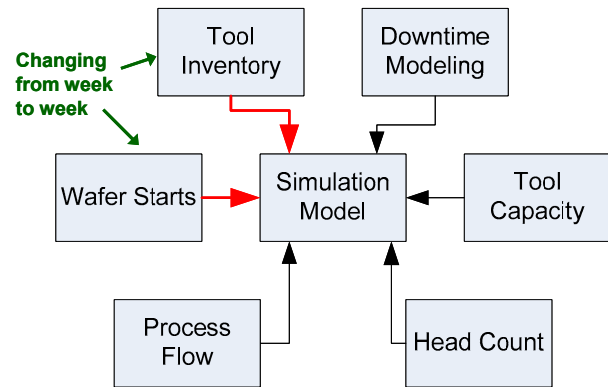 Changing
from week
to week
Tool
Inventory
Downtime
Modeling
Wafer Starts
Simulation
Model
Tool
Capacity
Process
Flow
Head Count